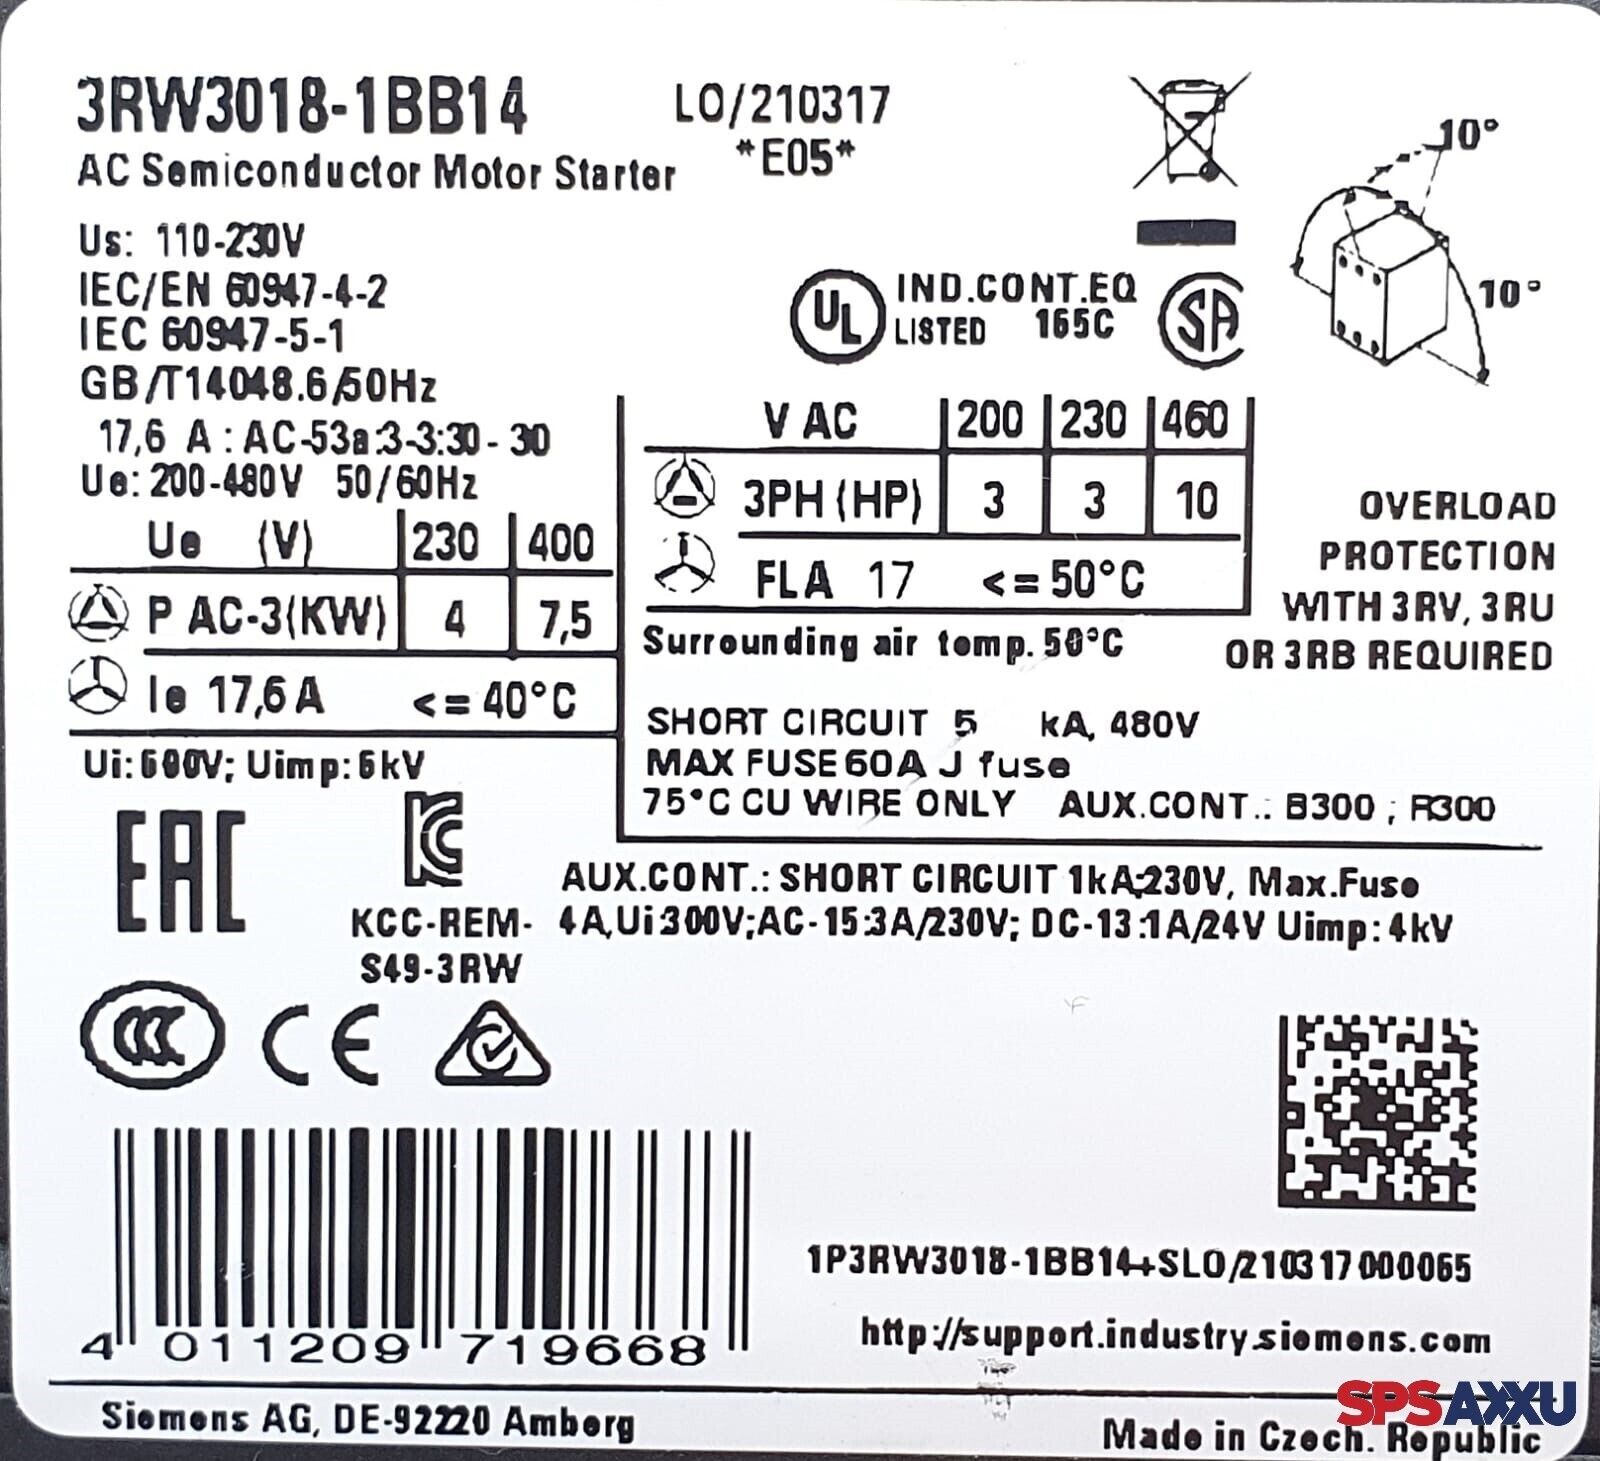 3RW3018-1BB14
LO/210317
*E05*
AC Semiconductor Motor Starter
Us: 110-230V
IEC/EN 60947-4-2
IEC 60947-5-1
GB/T14048.6/50Hz
17,6 A : AC-53a:3-3:30-30
Ue: 200-480V 50/60Hz
Ue (V) 230 400
P AC-3(KW) 4 7,5
Ie 17,6A <=40°C
Ui:600V; Uimp:6kV
10°
10°
UL LISTED
IND.CONT.EQ
165C
SA
V AC 200 230 460
3PH (HP) 3 3 10
FLA 17 <=50°C
Surrounding air temp. 50°C
OVERLOAD
PROTECTION
WITH 3RV, 3RU
OR 3RB REQUIRED
SHORT CIRCUIT 5 kA, 480V
MAX FUSE 60A J fuse
75°C CU WIRE ONLY AUX.CONT.: B300 ; R300
EAC
KC
KCC-REM-
S49-3RW
AUX.CONT.: SHORT CIRCUIT 1kA,230V, Max.Fuse
4A,Ui:300V;AC-15:3A/230V; DC-13:1A/24V Uimp:4kV
CCC CE
4 011209 719668
1P3RW3018-1BB14+SLO/210317000065
http://support.industry.siemens.com
Siemens AG, DE-92220 Amberg
Made in Czech. Republic
SPSAXXU